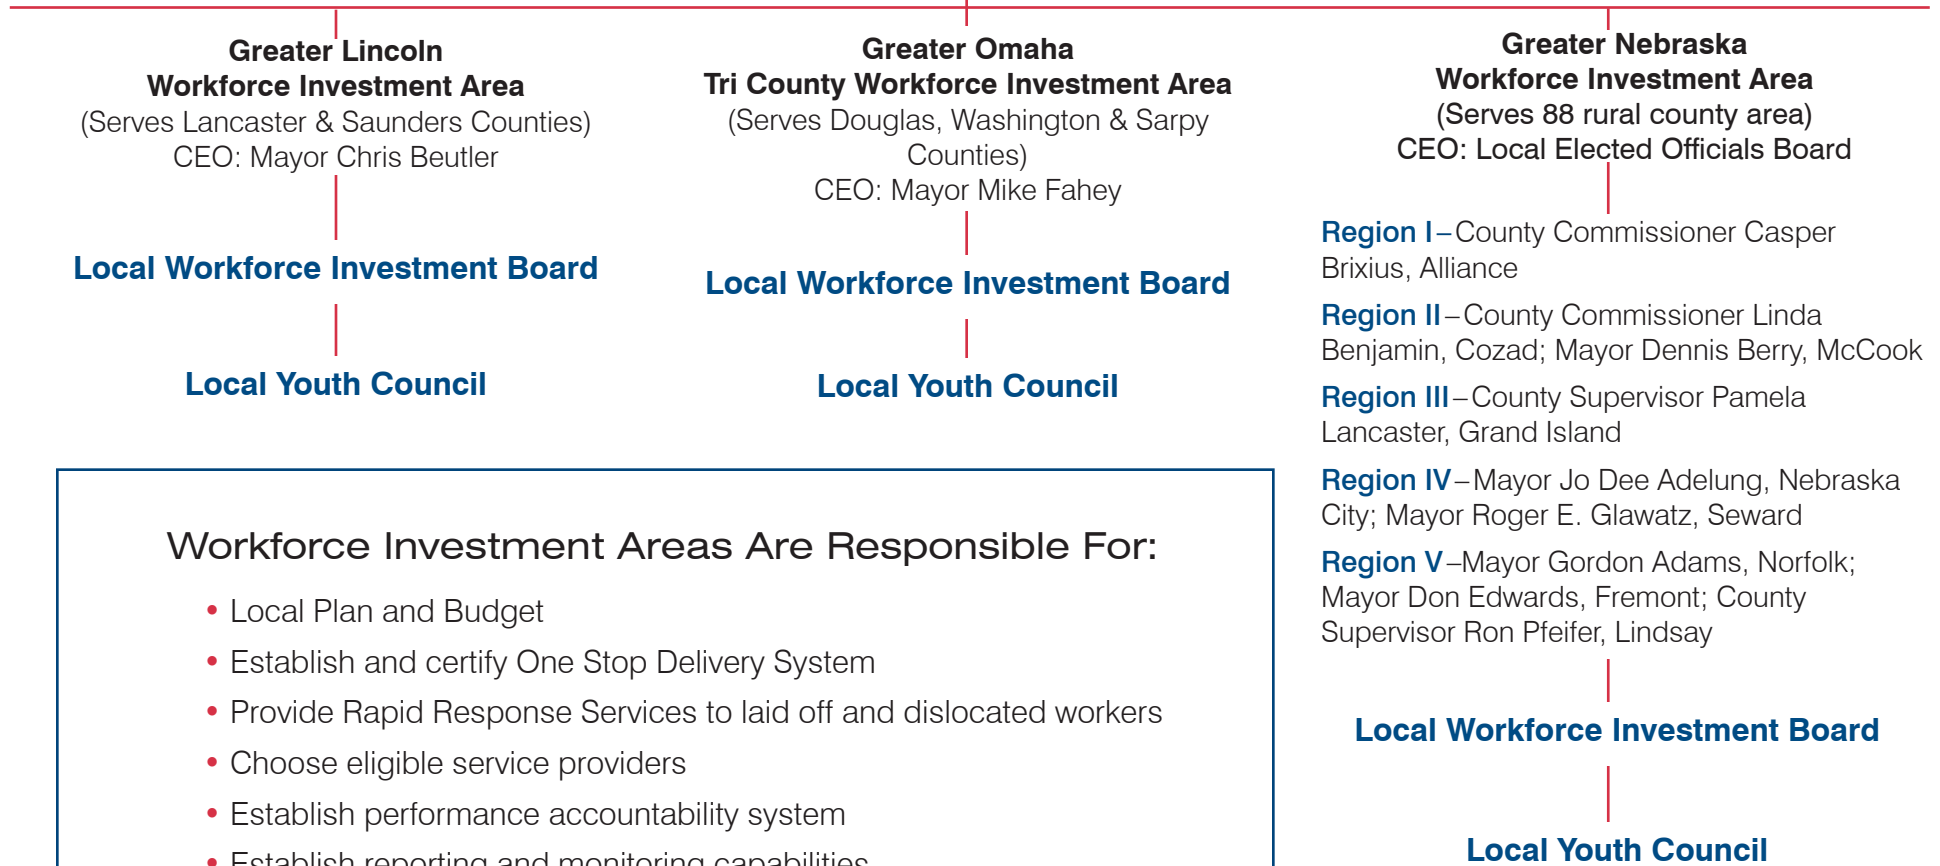 Greater Lincoln
Workforce Investment Area
(Serves Lancaster & Saunders Counties)
CEO: Mayor Chris Beutler
Local Workforce Investment Board
Local Youth Council
Greater Omaha
Tri County Workforce Investment Area
(Serves Douglas, Washington & Sarpy
Counties)
CEO: Mayor Mike Fahey
Local Workforce Investment Board
Local Youth Council
Greater Nebraska
Workforce Investment Area
(Serves 88 rural county area)
CEO: Local Elected Officials Board
Region I–County Commissioner Casper
Brixius, Alliance
Region II–County Commissioner Linda
Benjamin, Cozad; Mayor Dennis Berry, McCook
Region III–County Supervisor Pamela
Lancaster, Grand Island
Region IV–Mayor Jo Dee Adelung, Nebraska
City; Mayor Roger E. Glawatz, Seward
Region V–Mayor Gordon Adams, Norfolk;
Mayor Don Edwards, Fremont; County
Supervisor Ron Pfeifer, Lindsay
Local Workforce Investment Board
Local Youth Council
Workforce Investment Areas Are Responsible For:
• Local Plan and Budget
• Establish and certify One Stop Delivery System
• Provide Rapid Response Services to laid off and dislocated workers
• Choose eligible service providers
• Establish performance accountability system
• Establish reporting and monitoring capabilities